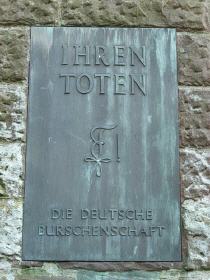 IHREN
TOTEN
DIE DEUTSCHE
BURSCHENSCHAFT